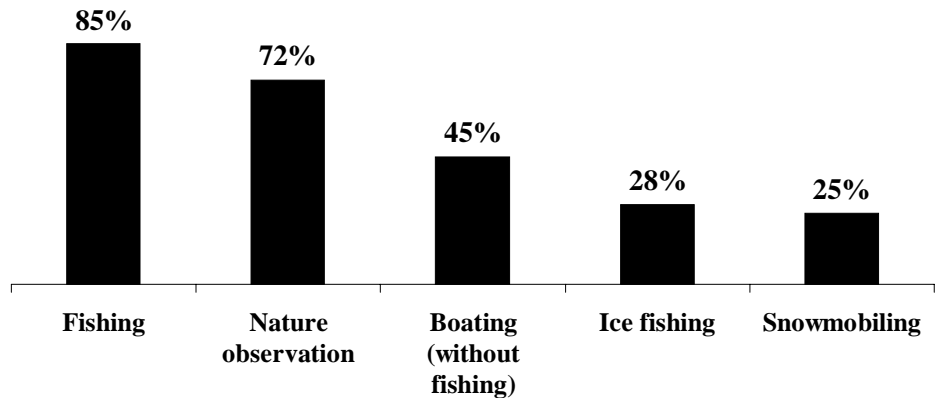 85%
72%
45%
28%
25%
Fishing
Nature
observation
Boating
(without
fishing)
Ice fishing
Snowmobiling